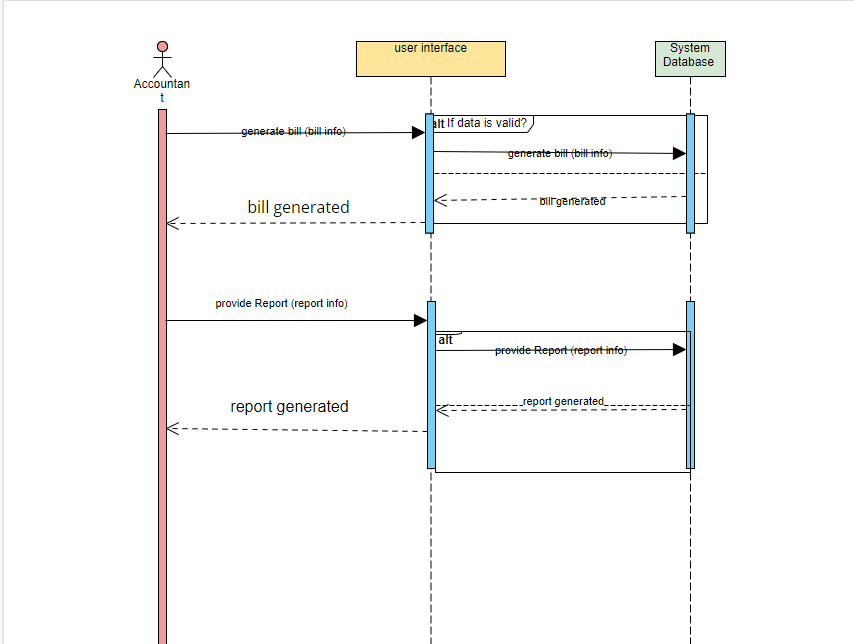 user interface
System
Database
Accountan
t
alt If data is valid?
generate bill (bill info)
generate bill (bill info)
bill generated
bill generated
provide Report (report info)
alt
provide Report (report info)
report generated
report generated